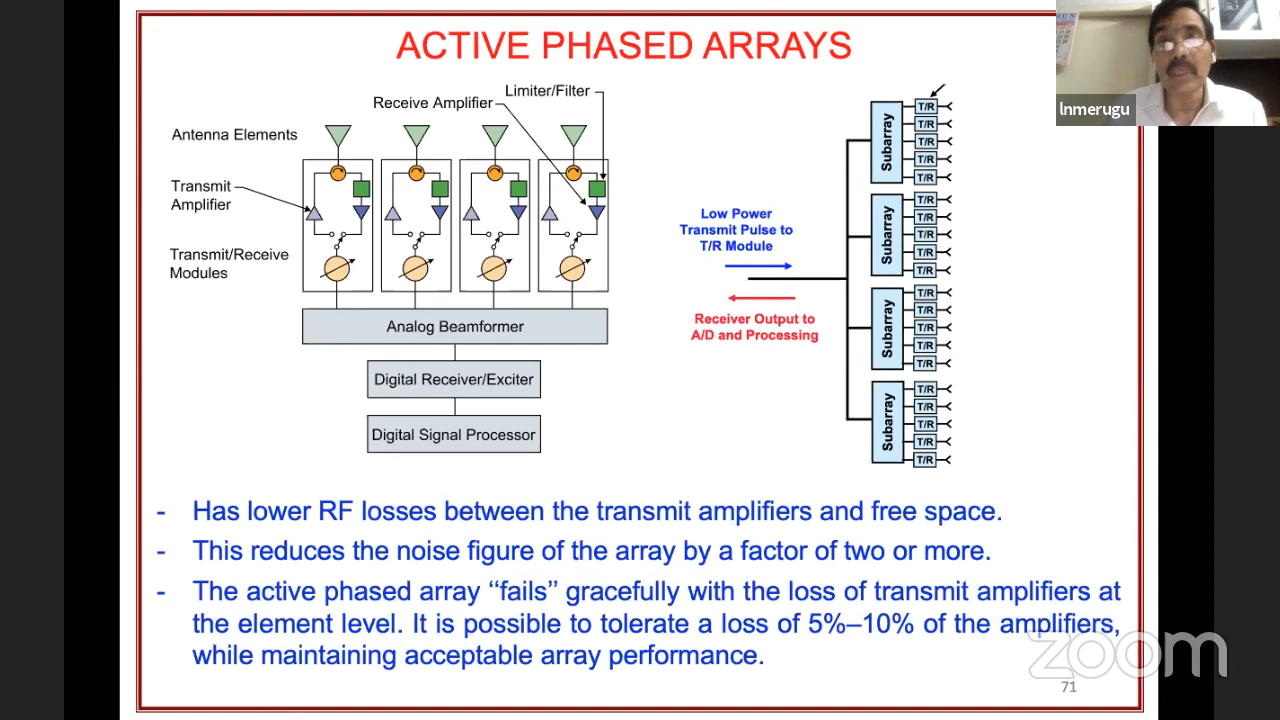 ACTIVE PHASED ARRAYS
lnmerugu
Limiter/Filter
Receive Amplifier
Antenna Elements
Transmit
Amplifier
Transmit/Receive
Modules
Analog Beamformer
Digital Receiver/Exciter
Digital Signal Processor
Low Power
Transmit Pulse to
T/R Module
Receiver Output to
A/D and Processing
Subarray
T/R
T/R
T/R
T/R
T/R
Subarray
T/R
T/R
T/R
T/R
T/R
Subarray
T/R
T/R
T/R
T/R
T/R
Subarray
T/R
T/R
T/R
T/R
T/R
- Has lower RF losses between the transmit amplifiers and free space.
- This reduces the noise figure of the array by a factor of two or more.
- The active phased array ‘‘fails’’ gracefully with the loss of transmit amplifiers at
the element level. It is possible to tolerate a loss of 5%–10% of the amplifiers,
while maintaining acceptable array performance.
zoom
71